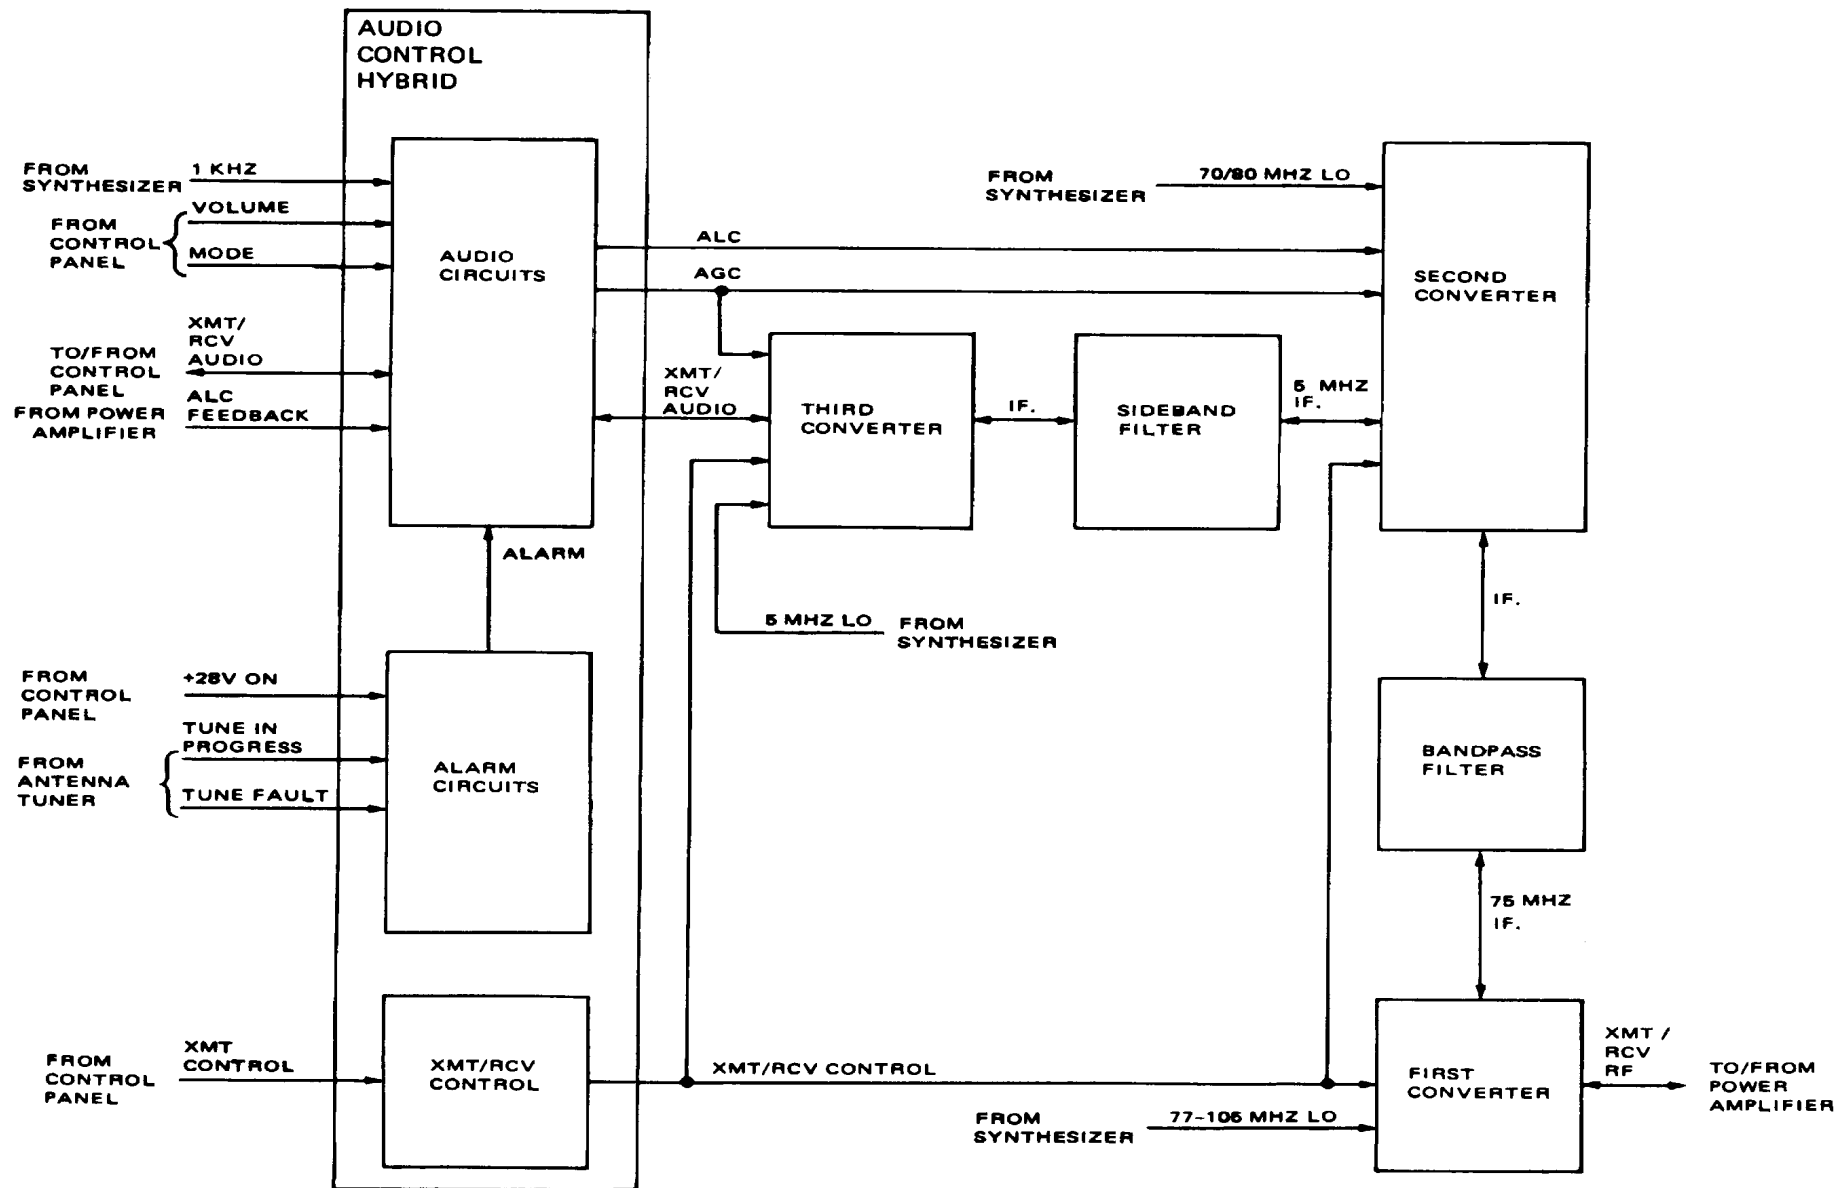 AUDIO
CONTROL
HYBRID
FROM
SYNTHESIZER
1 KHZ
FROM
CONTROL
PANEL
VOLUME
MODE
AUDIO
CIRCUITS
TO/FROM
CONTROL
PANEL
XMT/
RCV
AUDIO
FROM POWER
AMPLIFIER
ALC
FEEDBACK
ALC
AGC
FROM
SYNTHESIZER
70/80 MHZ LO
SECOND
CONVERTER
XMT/
RCV
AUDIO
THIRD
CONVERTER
IF.
SIDEBAND
FILTER
5 MHZ
IF.
ALARM
5 MHZ LO
FROM
SYNTHESIZER
IF.
FROM
CONTROL
PANEL
+28V ON
FROM
ANTENNA
TUNER
TUNE IN
PROGRESS
TUNE FAULT
ALARM
CIRCUITS
BANDPASS
FILTER
75 MHZ
IF.
FROM
CONTROL
PANEL
XMT
CONTROL
XMT/RCV
CONTROL
XMT/RCV CONTROL
FROM
SYNTHESIZER
77-105 MHZ LO
FIRST
CONVERTER
XMT /
RCV
RF
TO/FROM
POWER
AMPLIFIER